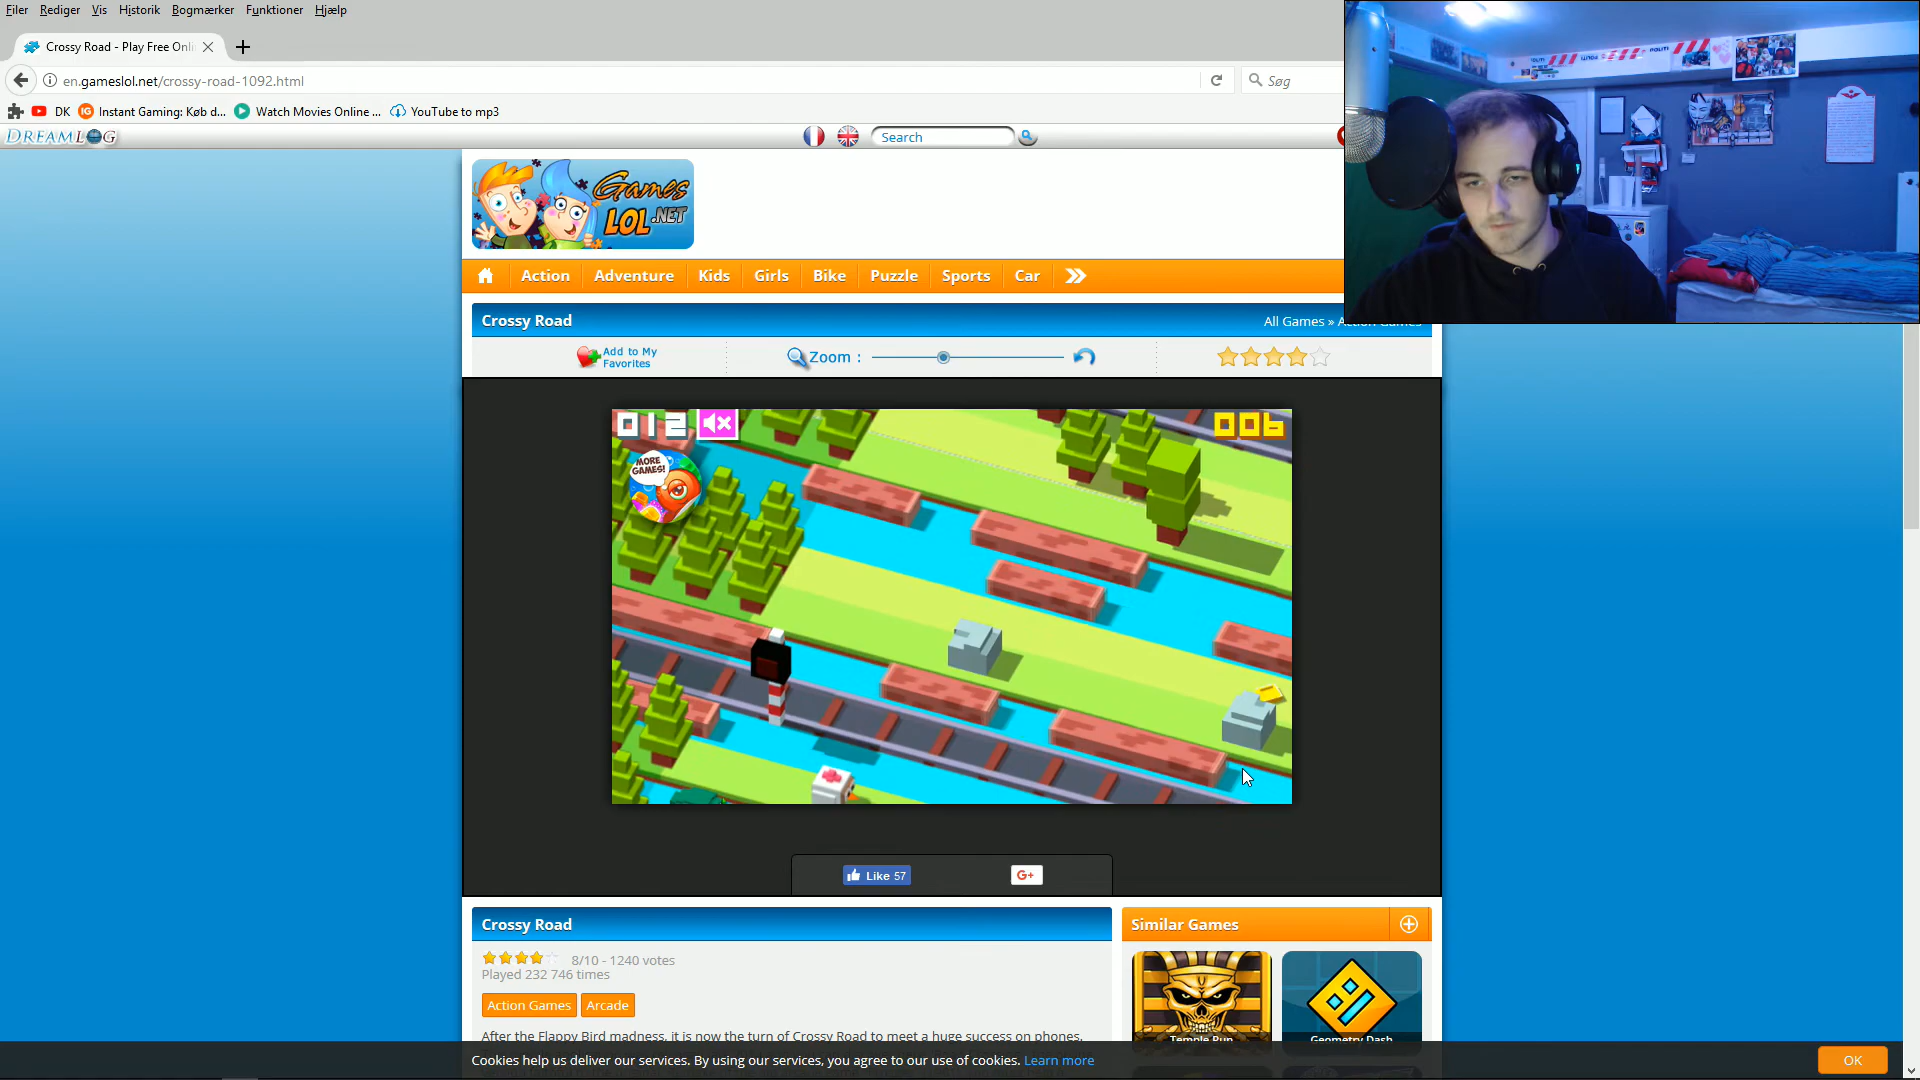 Filer Rediger Vis Historik Bogmærker Funktioner Hjælp
Crossy Road - Play Free Onli
en.gameslol.net/crossy-road-1092.html
Søg
DK Instant Gaming: Køb d... Watch Movies Online ... YouTube to mp3
DREAMLOG
Search
Games
LOL.NET
Action Adventure Kids Girls Bike Puzzle Sports Car
Crossy Road
All Games » Action Games
Add to My
Favorites
Zoom :
012
006
MORE
GAMES!
Like 57
G+
Crossy Road
Similar Games
8/10 - 1240 votes
Played 232 746 times
Action Games Arcade
After the Flappy Bird madness, it is now the turn of Crossy Road to meet a huge success on phones,
Temple Run
Geometry Dash
Cookies help us deliver our services. By using our services, you agree to our use of cookies. Learn more
OK
POLITI